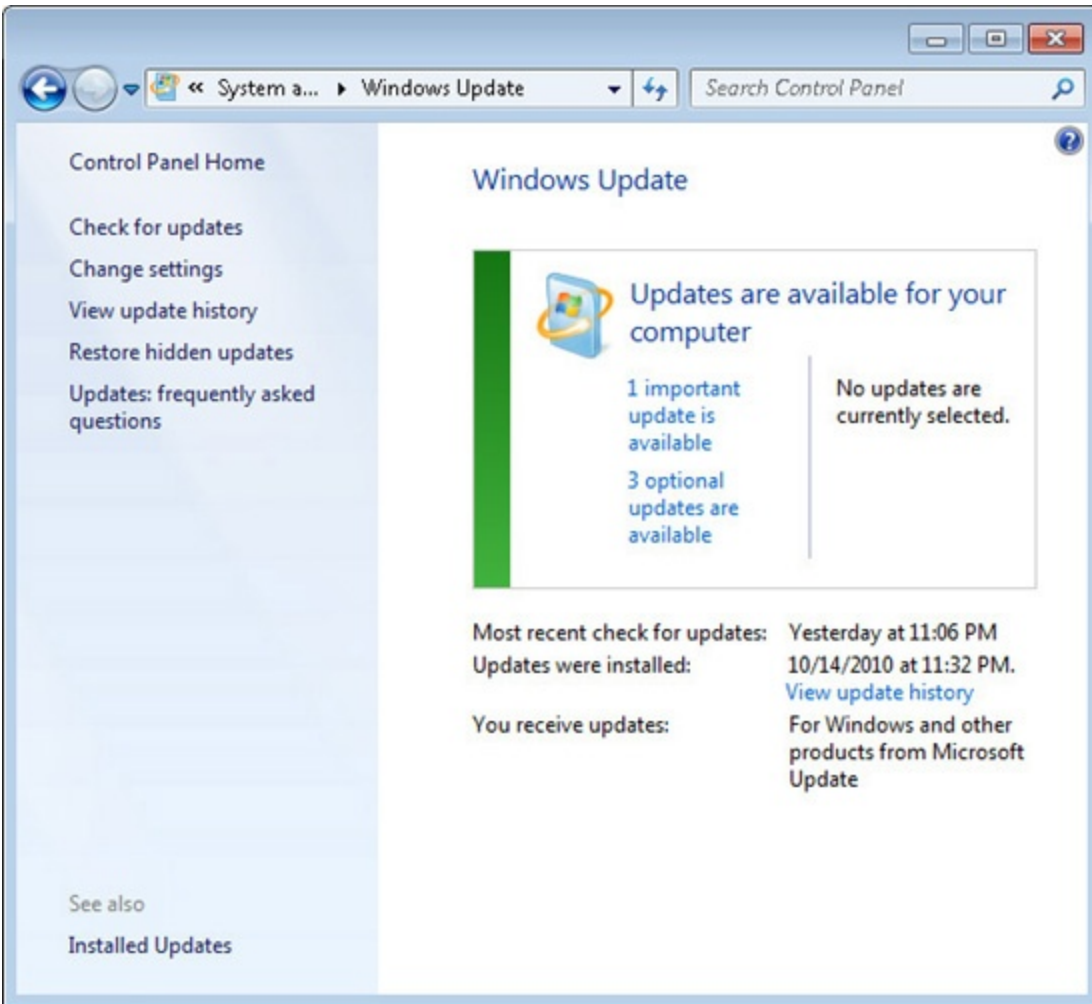 « System a... ▸ Windows Update
Search Control Panel
Control Panel Home
Check for updates
Change settings
View update history
Restore hidden updates
Updates: frequently asked
questions
See also
Installed Updates
Windows Update
Updates are available for your
computer
1 important
update is
available
3 optional
updates are
available
No updates are
currently selected.
Most recent check for updates: Yesterday at 11:06 PM
Updates were installed: 10/14/2010 at 11:32 PM.
View update history
You receive updates: For Windows and other
products from Microsoft
Update